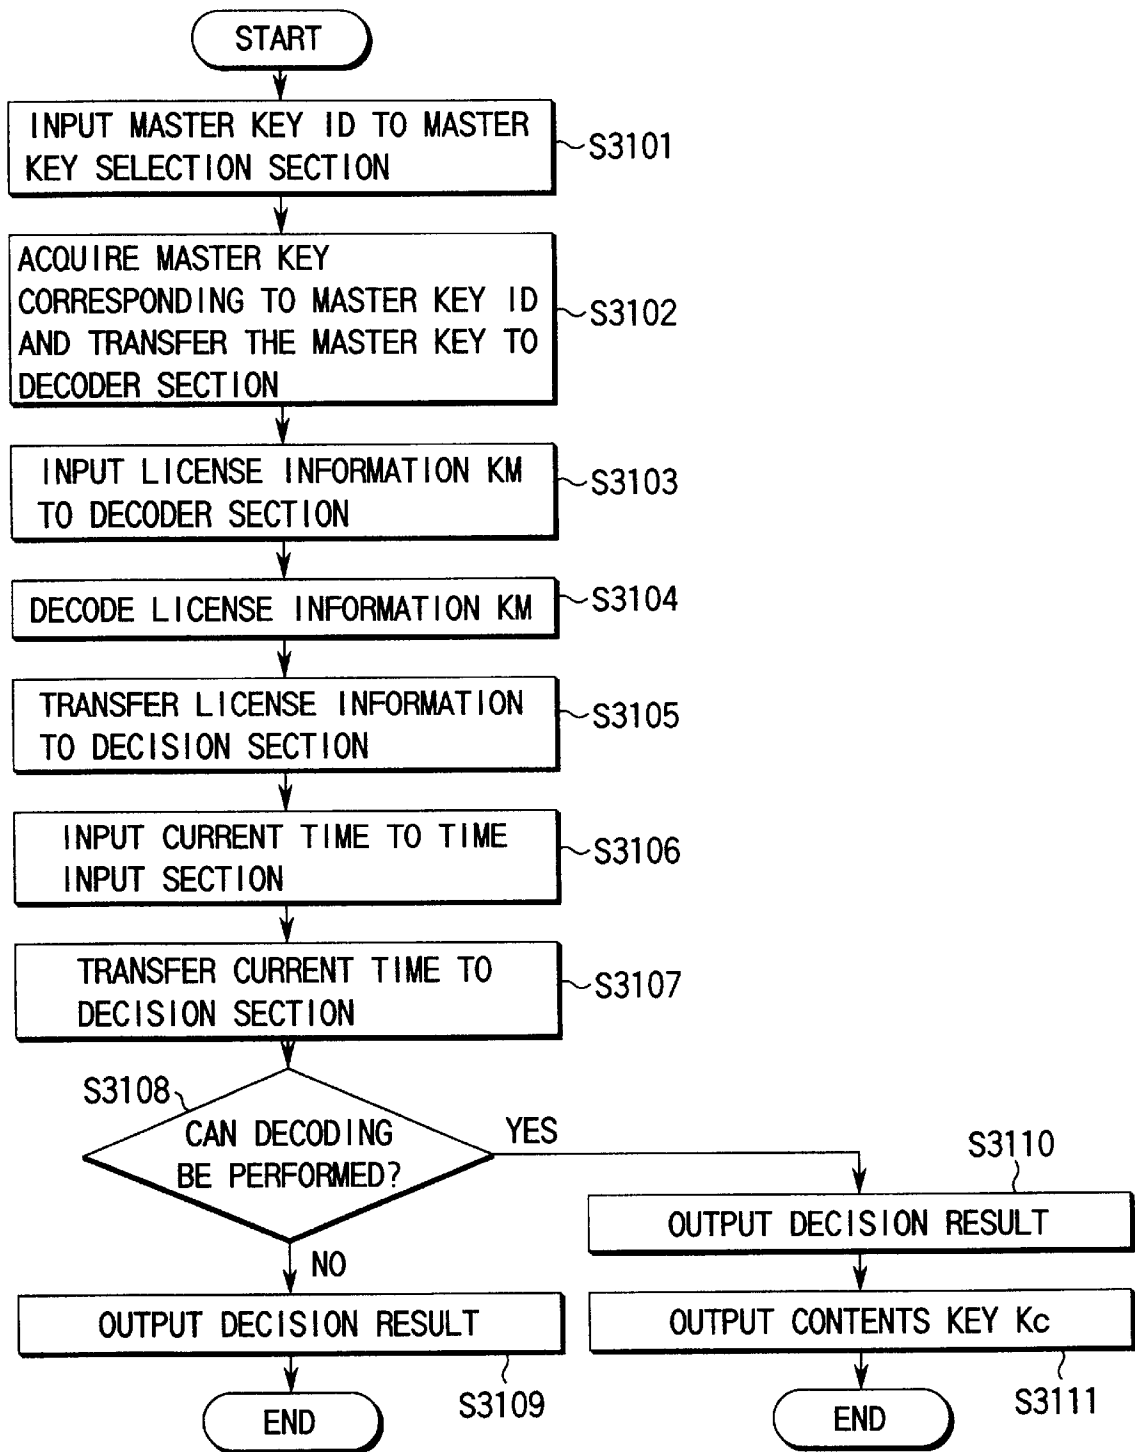 START
INPUT MASTER KEY ID TO MASTER
KEY SELECTION SECTION
S3101
ACQUIRE MASTER KEY
CORRESPONDING TO MASTER KEY ID
AND TRANSFER THE MASTER KEY TO
DECODER SECTION
S3102
INPUT LICENSE INFORMATION KM
TO DECODER SECTION
S3103
DECODE LICENSE INFORMATION KM
S3104
TRANSFER LICENSE INFORMATION
TO DECISION SECTION
S3105
INPUT CURRENT TIME TO TIME
INPUT SECTION
S3106
TRANSFER CURRENT TIME TO
DECISION SECTION
S3107
S3108
CAN DECODING
BE PERFORMED?
YES
NO
OUTPUT DECISION RESULT
S3109
END
S3110
OUTPUT DECISION RESULT
OUTPUT CONTENTS KEY Kc
S3111
END